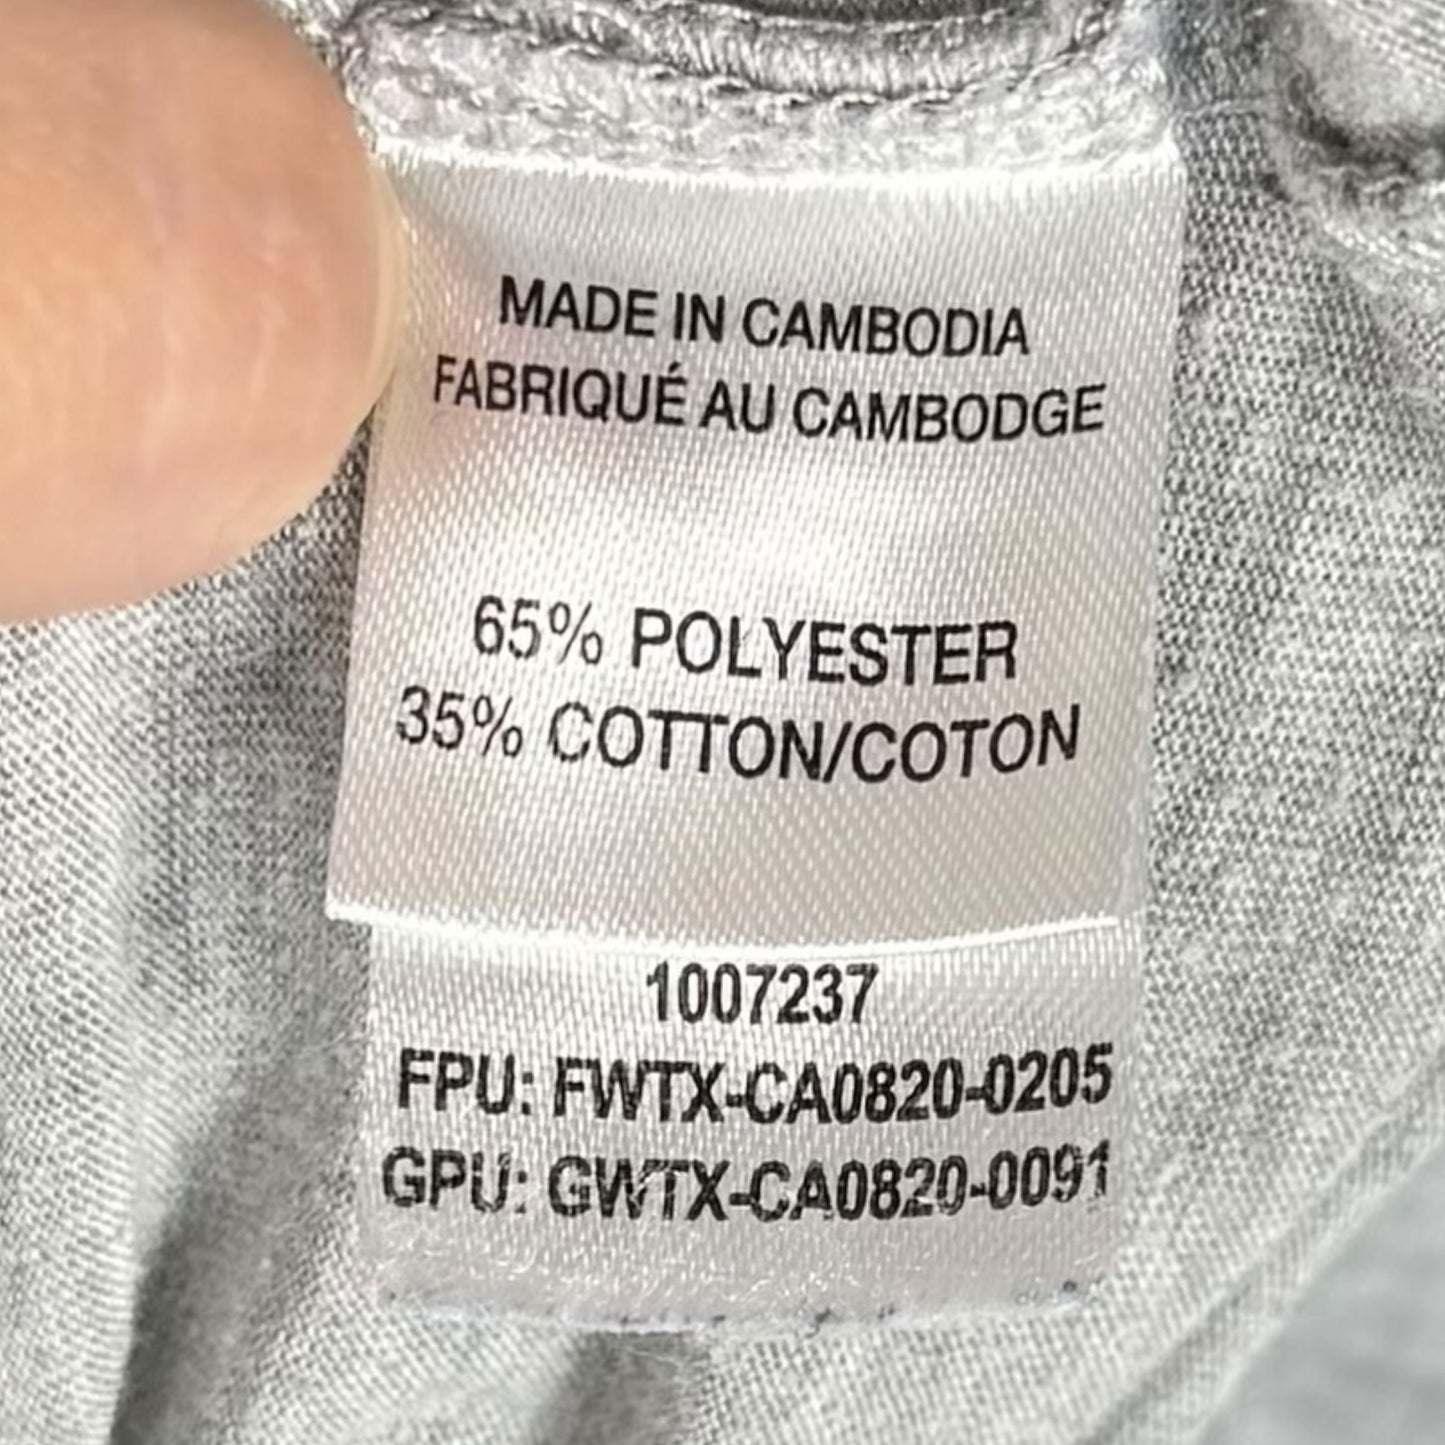 MADE IN CAMBODIA
FABRIQUÉ AU CAMBODGE
65% POLYESTER
35% COTTON/COTON
1007237
FPU: FWTX-CA0820-0205
GPU: GWTX-CA0820-0091